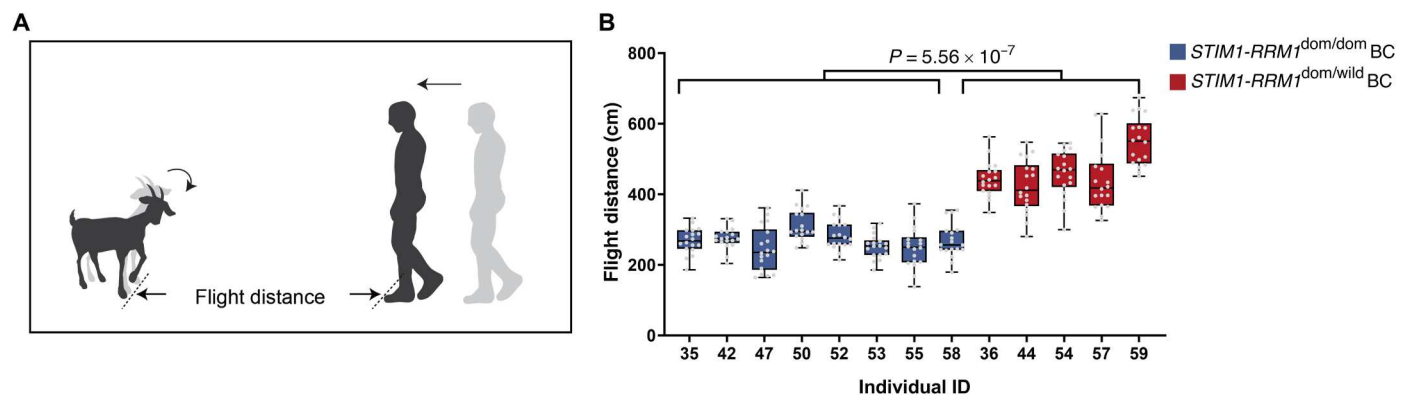 A
Flight distance
B
P = 5.56 × 10⁻⁷
STIM1-RRM1dom/dom BC
STIM1-RRM1dom/wild BC
Flight distance (cm)
800
600
400
200
0
35 42 47 50 52 53 55 58 36 44 54 57 59
Individual ID